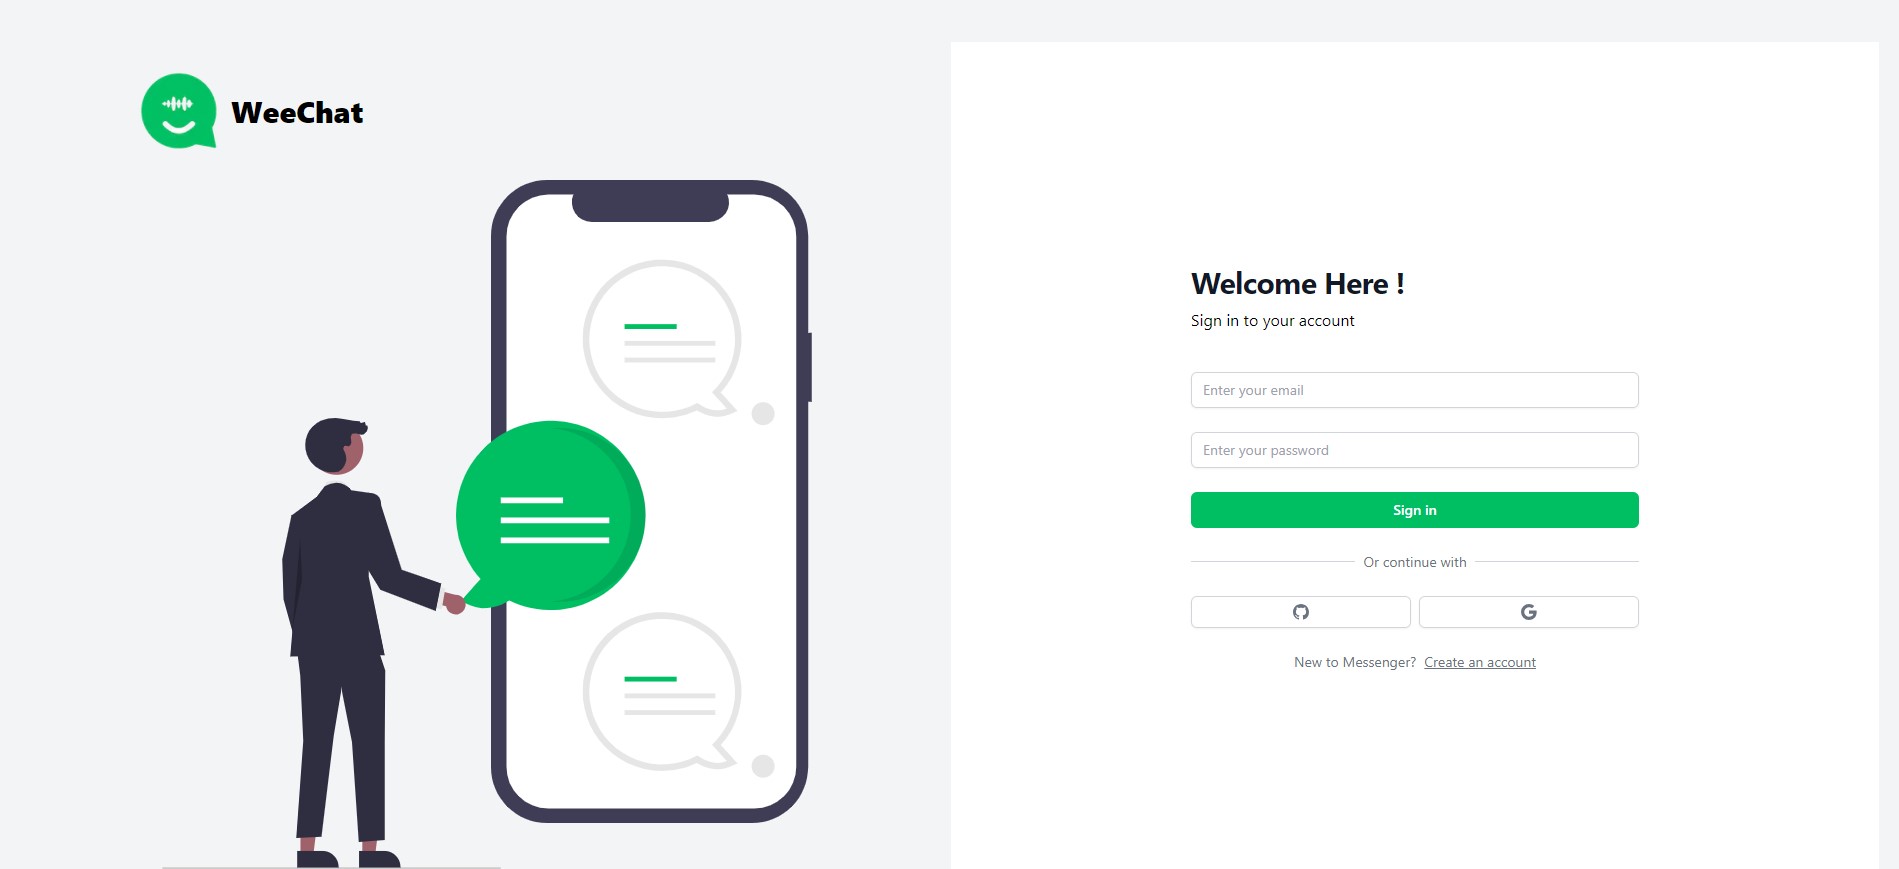 WeeChat
Welcome Here !
Sign in to your account
Enter your email
Enter your password
Sign in
Or continue with
New to Messenger? Create an account